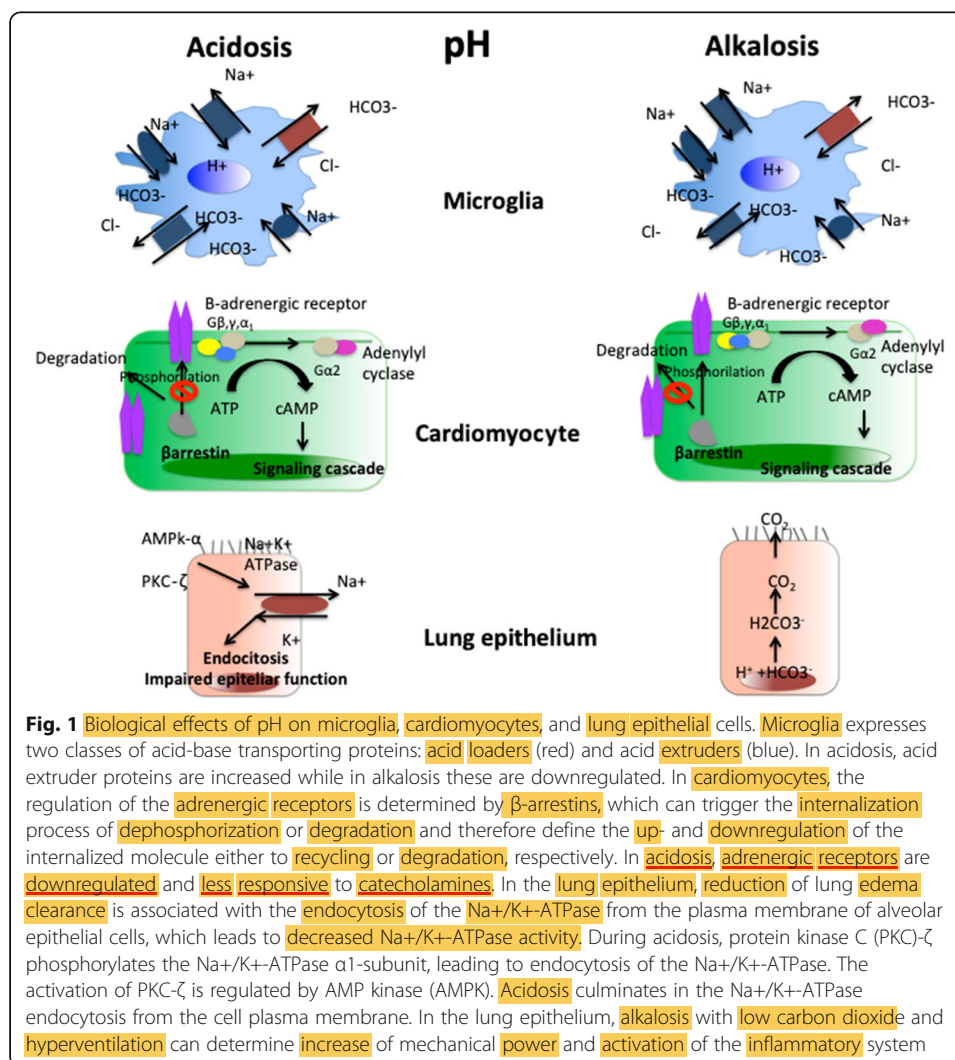 Acidosis
pH
Alkalosis
Na+
HCO3-
Na+
H+
Cl-
HCO3-
HCO3-
Cl-
Na+
HCO3-
Microglia
Na+
HCO3-
Na+
H+
Cl-
HCO3-
HCO3-
Cl-
Na+
HCO3-
B-adrenergic receptor
Gβ,γ,α1
Degradation
Phosphorilation
Adenylyl
cyclase
Gα2
ATP
cAMP
βarrestin
Signaling cascade
Cardiomyocyte
B-adrenergic receptor
Gβ,γ,α1
Degradation
Phosphorilation
Adenylyl
cyclase
Gα2
ATP
cAMP
βarrestin
Signaling cascade
AMPk-α
Na+K+
ATPase
PKC-ζ
Na+
K+
Endocitosis
Impaired epiteliar function
Lung epithelium
CO2
CO2
H2CO3-
H+ +HCO3-
Fig. 1 Biological effects of pH on microglia, cardiomyocytes, and lung epithelial cells. Microglia expresses
two classes of acid-base transporting proteins: acid loaders (red) and acid extruders (blue). In acidosis, acid
extruder proteins are increased while in alkalosis these are downregulated. In cardiomyocytes, the
regulation of the adrenergic receptors is determined by β-arrestins, which can trigger the internalization
process of dephosphorization or degradation and therefore define the up- and downregulation of the
internalized molecule either to recycling or degradation, respectively. In acidosis, adrenergic receptors are
downregulated and less responsive to catecholamines. In the lung epithelium, reduction of lung edema
clearance is associated with the endocytosis of the Na+/K+-ATPase from the plasma membrane of alveolar
epithelial cells, which leads to decreased Na+/K+-ATPase activity. During acidosis, protein kinase C (PKC)-ζ
phosphorylates the Na+/K+-ATPase α1-subunit, leading to endocytosis of the Na+/K+-ATPase. The
activation of PKC-ζ is regulated by AMP kinase (AMPK). Acidosis culminates in the Na+/K+-ATPase
endocytosis from the cell plasma membrane. In the lung epithelium, alkalosis with low carbon dioxide and
hyperventilation can determine increase of mechanical power and activation of the inflammatory system